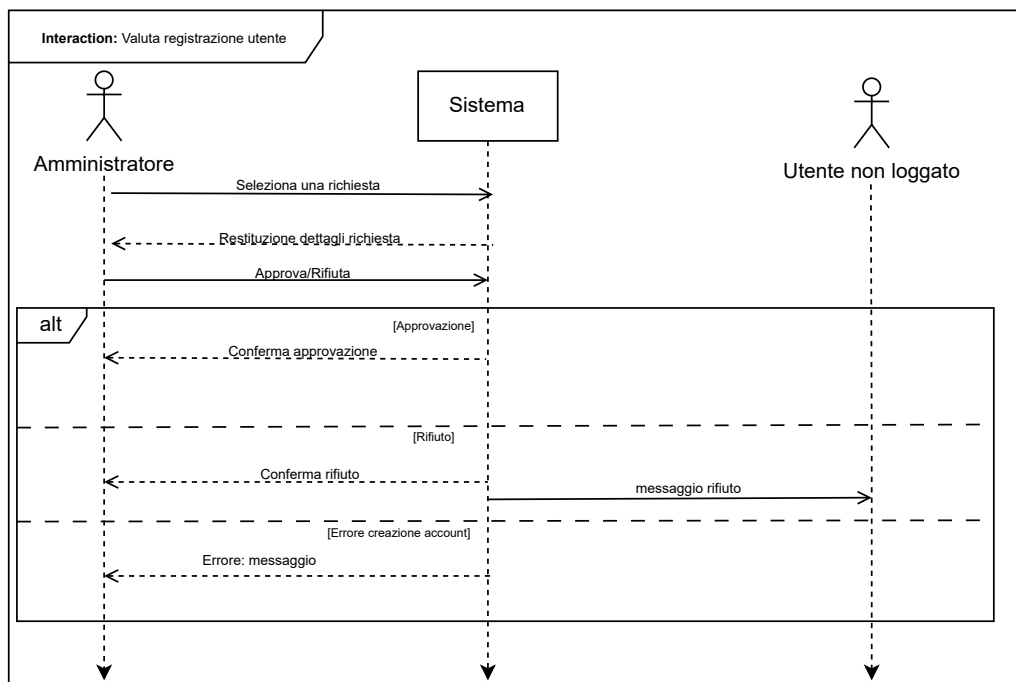 Interaction: Valuta registrazione utente
Sistema
Amministratore
Utente non loggato
Seleziona una richiesta
Restituzione dettagli richiesta
Approva/Rifiuta
alt
[Approvazione]
Conferma approvazione
[Rifiuto]
Conferma rifiuto
messaggio rifiuto
[Errore creazione account]
Errore: messaggio